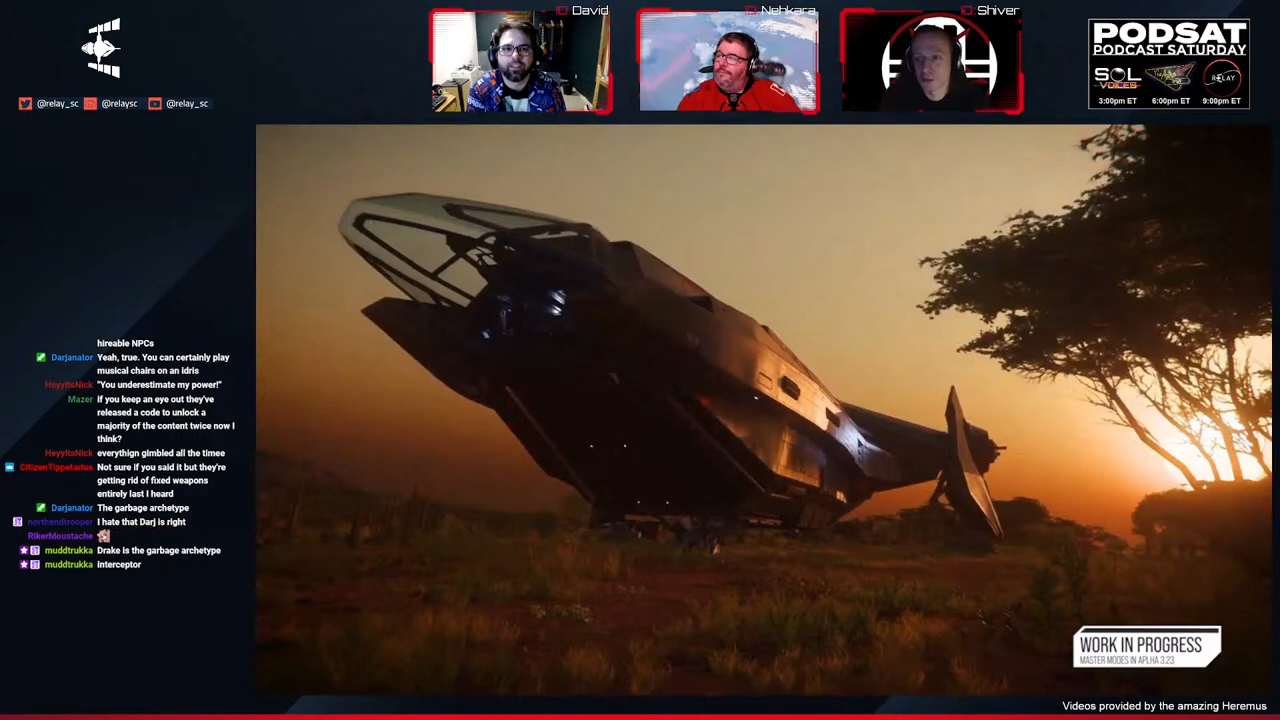 David
Nehkara
Shiver
PODSAT
PODCAST SATURDAY
SOL
VOICES
RELAY
3:00pm ET
6:00pm ET
9:00pm ET
@relay_sc
@relaysc
@relay_sc
hireable NPCs
Darjanator Yeah, true. You can certainly play
musical chairs on an Idris
HeyyItsNick "You underestimate my power!"
Mazer if you keep an eye out they've
released a code to unlock a
majority of the content twice now I
think?
HeyyItsNick everythign gimbled all the timee
CitizenTippetarius Not sure if you said it but they're
getting rid of fixed weapons
entirely last I heard
Darjanator The garbage archetype
northendtrooper I hate that Darj is right
RikerMoustache
muddtrukka Drake is the garbage archetype
muddtrukka interceptor
WORK IN PROGRESS
MASTER MODES IN APLHA 3.23
Videos provided by the amazing Heremus